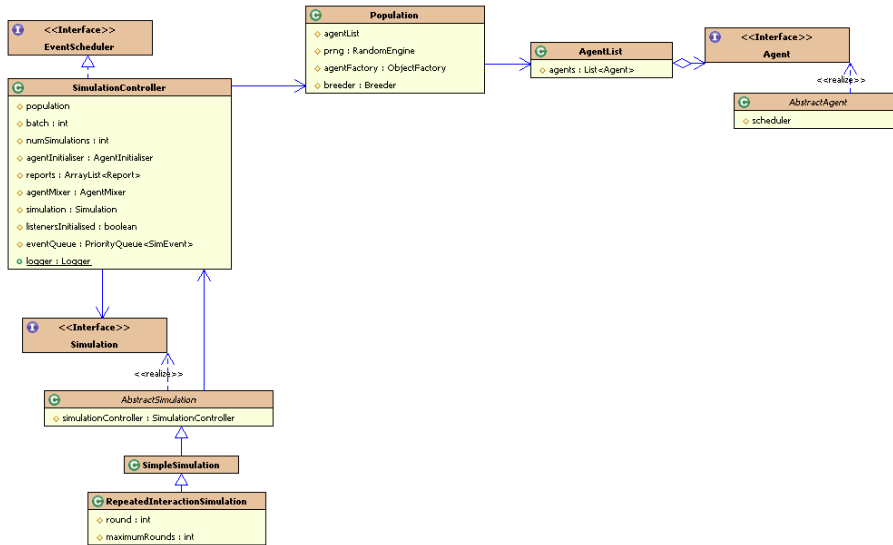 <<Interface>>
EventScheduler
SimulationController
population
batch : int
numSimulations : int
agentInitialiser : AgentInitialiser
reports : ArrayList<Report>
agentMixer : AgentMixer
simulation : Simulation
listenersInitialised : boolean
eventQueue : PriorityQueue<SimEvent>
logger : Logger
Population
agentList
prng : RandomEngine
agentFactory : ObjectFactory
breeder : Breeder
AgentList
agents : List<Agent>
<<Interface>>
Agent
<<realize>>
AbstractAgent
scheduler
<<Interface>>
Simulation
<<realize>>
AbstractSimulation
simulationController : SimulationController
SimpleSimulation
RepeatedInteractionSimulation
round : int
maximumRounds : int